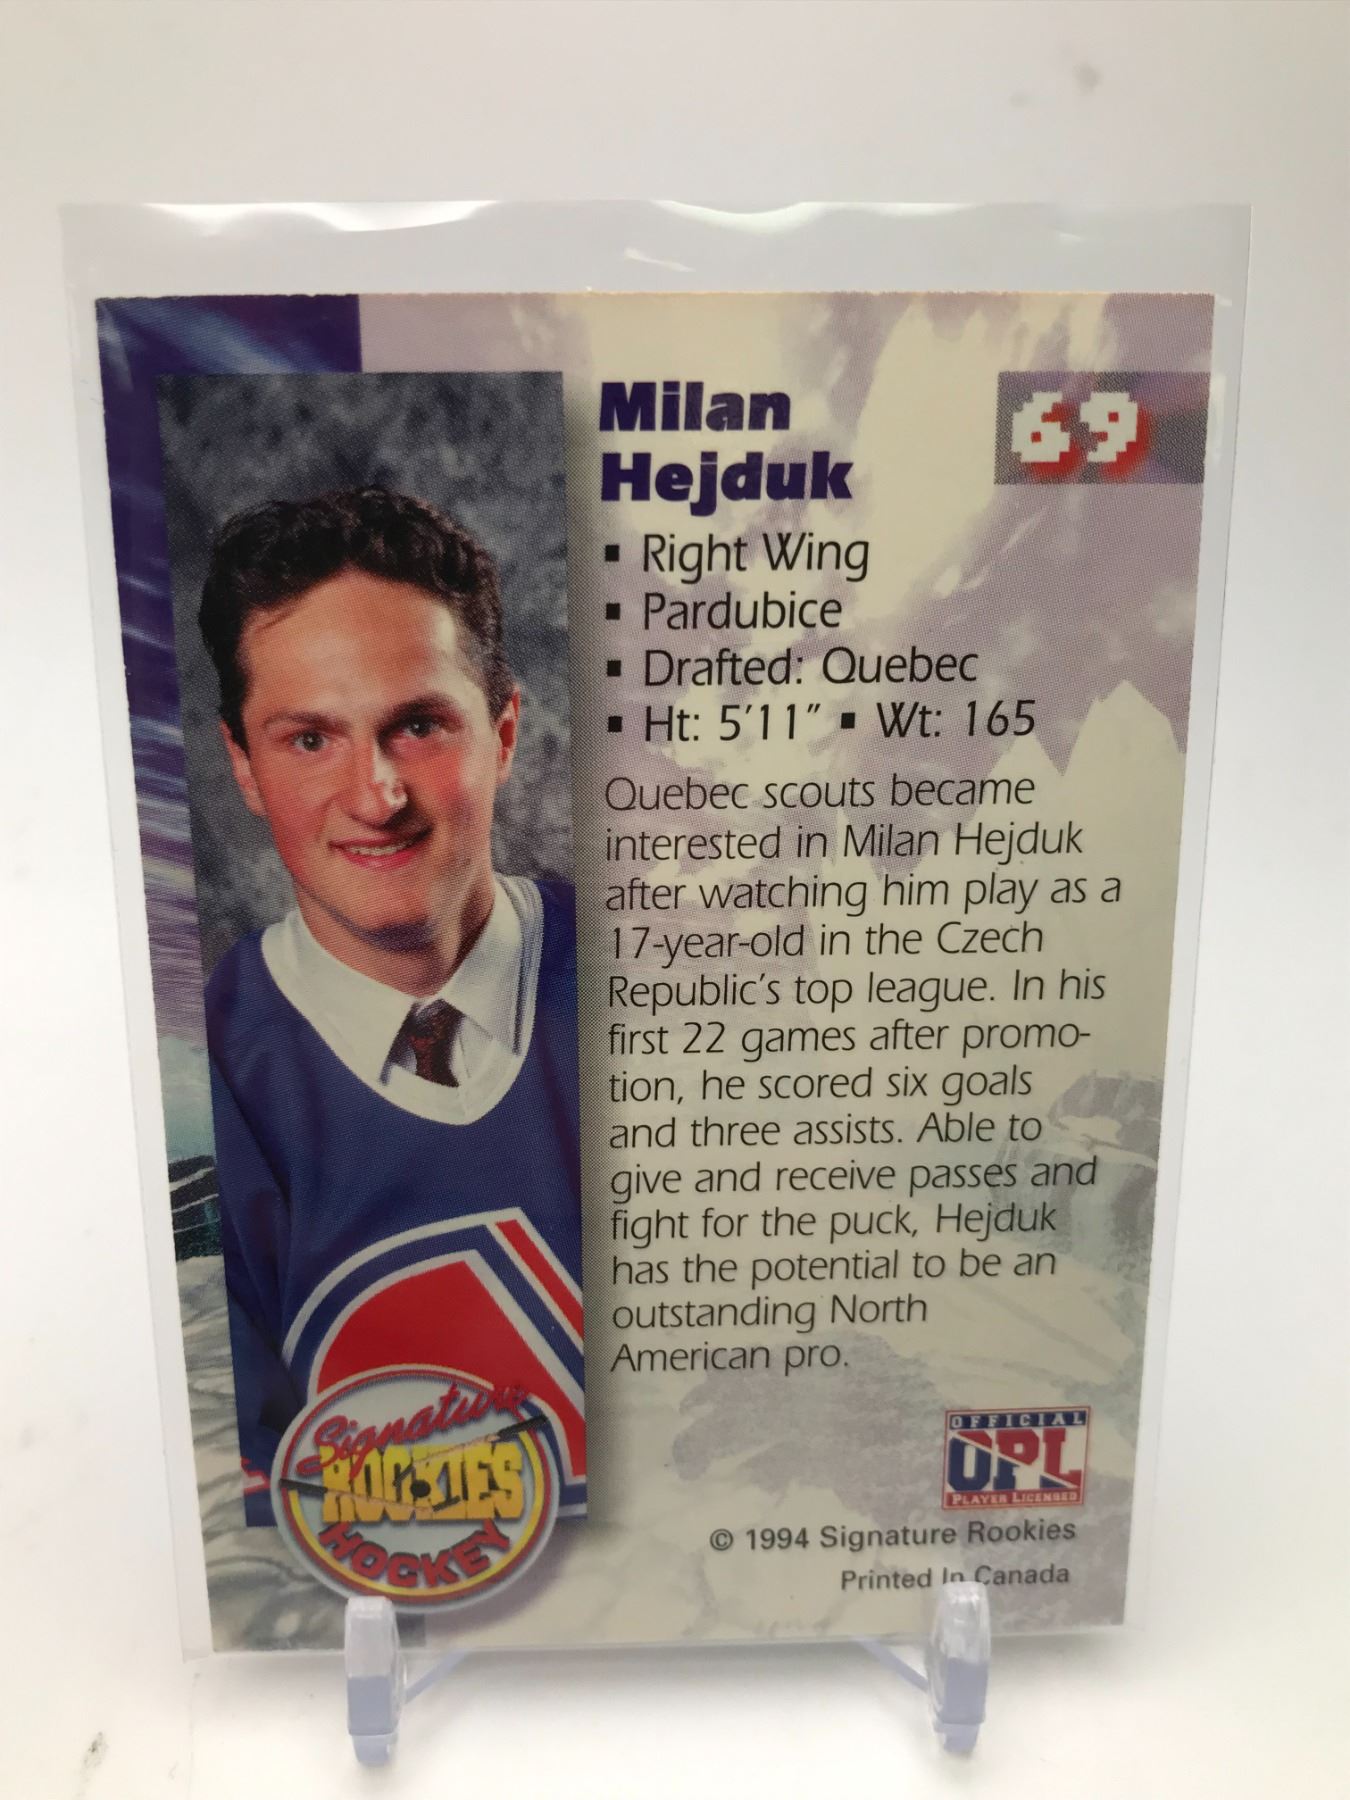 Milan
Hejduk
69
▪ Right Wing
▪ Pardubice
▪ Drafted: Quebec
▪ Ht: 5'11" ▪ Wt: 165
Quebec scouts became
interested in Milan Hejduk
after watching him play as a
17-year-old in the Czech
Republic's top league. In his
first 22 games after promo-
tion, he scored six goals
and three assists. Able to
give and receive passes and
fight for the puck, Hejduk
has the potential to be an
outstanding North
American pro.
Signature
ROOKIES
HOCKEY
OFFICIAL
OPL
PLAYER LICENSED
© 1994 Signature Rookies
Printed In Canada